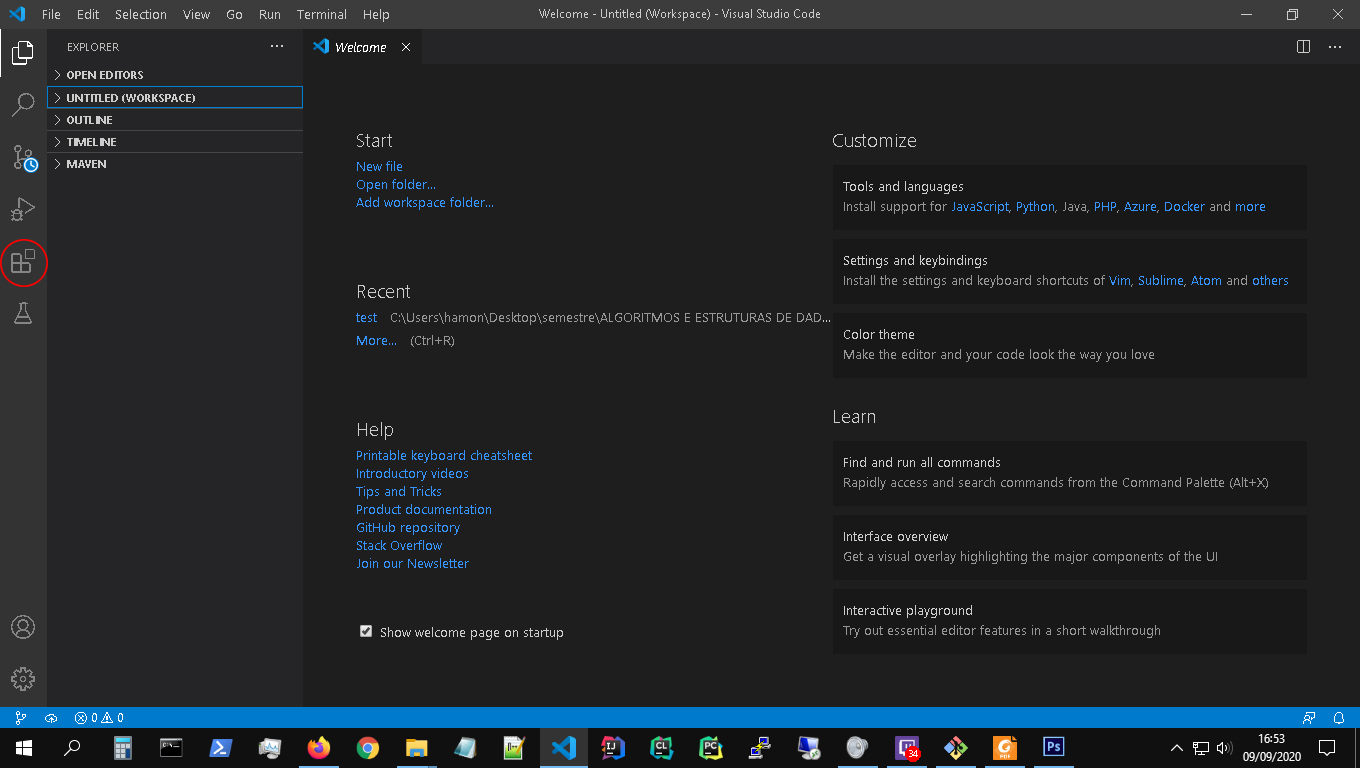 File Edit Selection View Go Run Terminal Help
Welcome - Untitled (Workspace) - Visual Studio Code
EXPLORER
OPEN EDITORS
UNTITLED (WORKSPACE)
OUTLINE
TIMELINE
MAVEN
Welcome
Start
New file
Open folder...
Add workspace folder...
Recent
test C:\Users\hamon\Desktop\semestre\ALGORITMOS E ESTRUTURAS DE DAD...
More... (Ctrl+R)
Help
Printable keyboard cheatsheet
Introductory videos
Tips and Tricks
Product documentation
GitHub repository
Stack Overflow
Join our Newsletter
Show welcome page on startup
Customize
Tools and languages
Install support for JavaScript, Python, Java, PHP, Azure, Docker and more
Settings and keybindings
Install the settings and keyboard shortcuts of Vim, Sublime, Atom and others
Color theme
Make the editor and your code look the way you love
Learn
Find and run all commands
Rapidly access and search commands from the Command Palette (Alt+X)
Interface overview
Get a visual overlay highlighting the major components of the UI
Interactive playground
Try out essential editor features in a short walkthrough
0 0
IJ CL PC 34 PDF Ps
16:53
09/09/2020